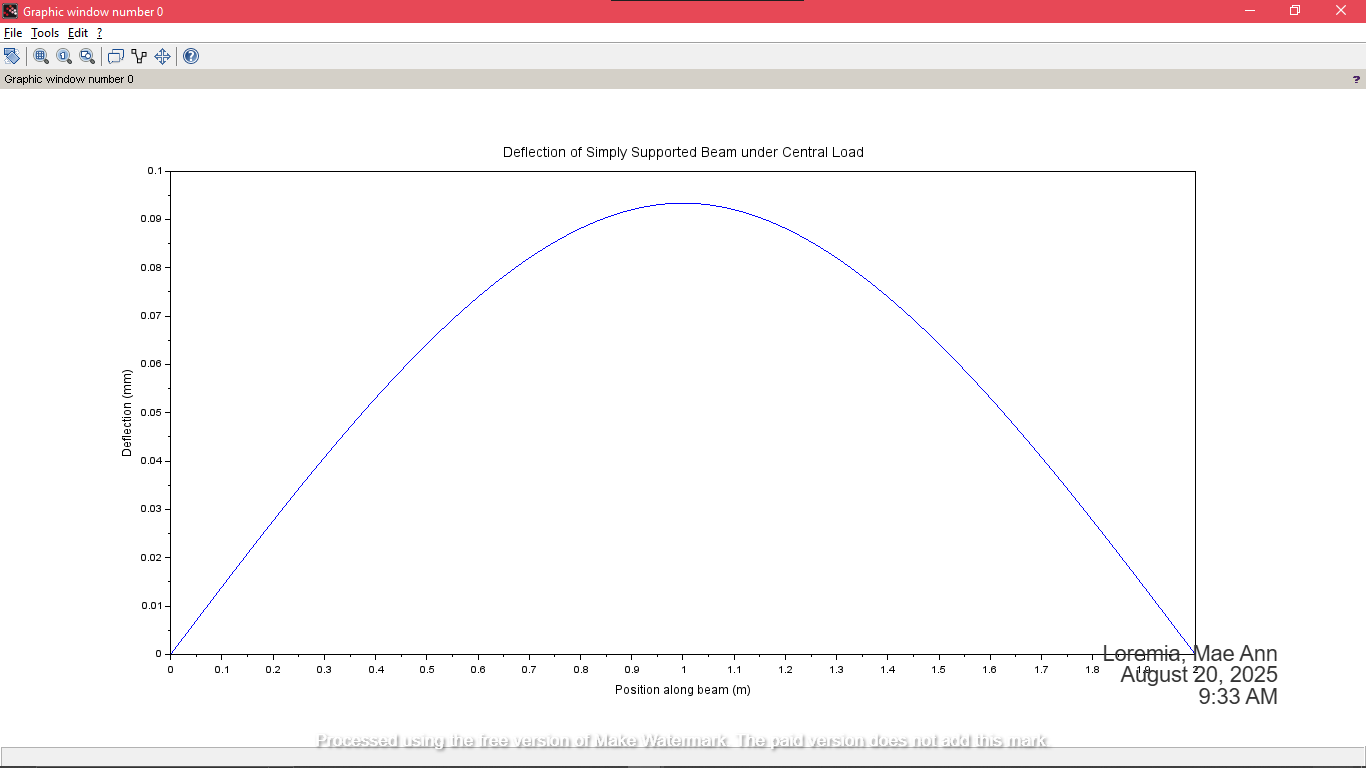 Graphic window number 0
File Tools Edit ?
Graphic window number 0 ?
Deflection of Simply Supported Beam under Central Load
0.1
0.09
0.08
0.07
0.06
0.05
0.04
0.03
0.02
0.01
0
Deflection (mm)
0 0.1 0.2 0.3 0.4 0.5 0.6 0.7 0.8 0.9 1 1.1 1.2 1.3 1.4 1.5 1.6 1.7 1.8 1.9 2
Position along beam (m)
Loremia, Mae Ann
August 20, 2025
9:33 AM
Processed using the free version of Make Watermark. The paid version does not add this mark.